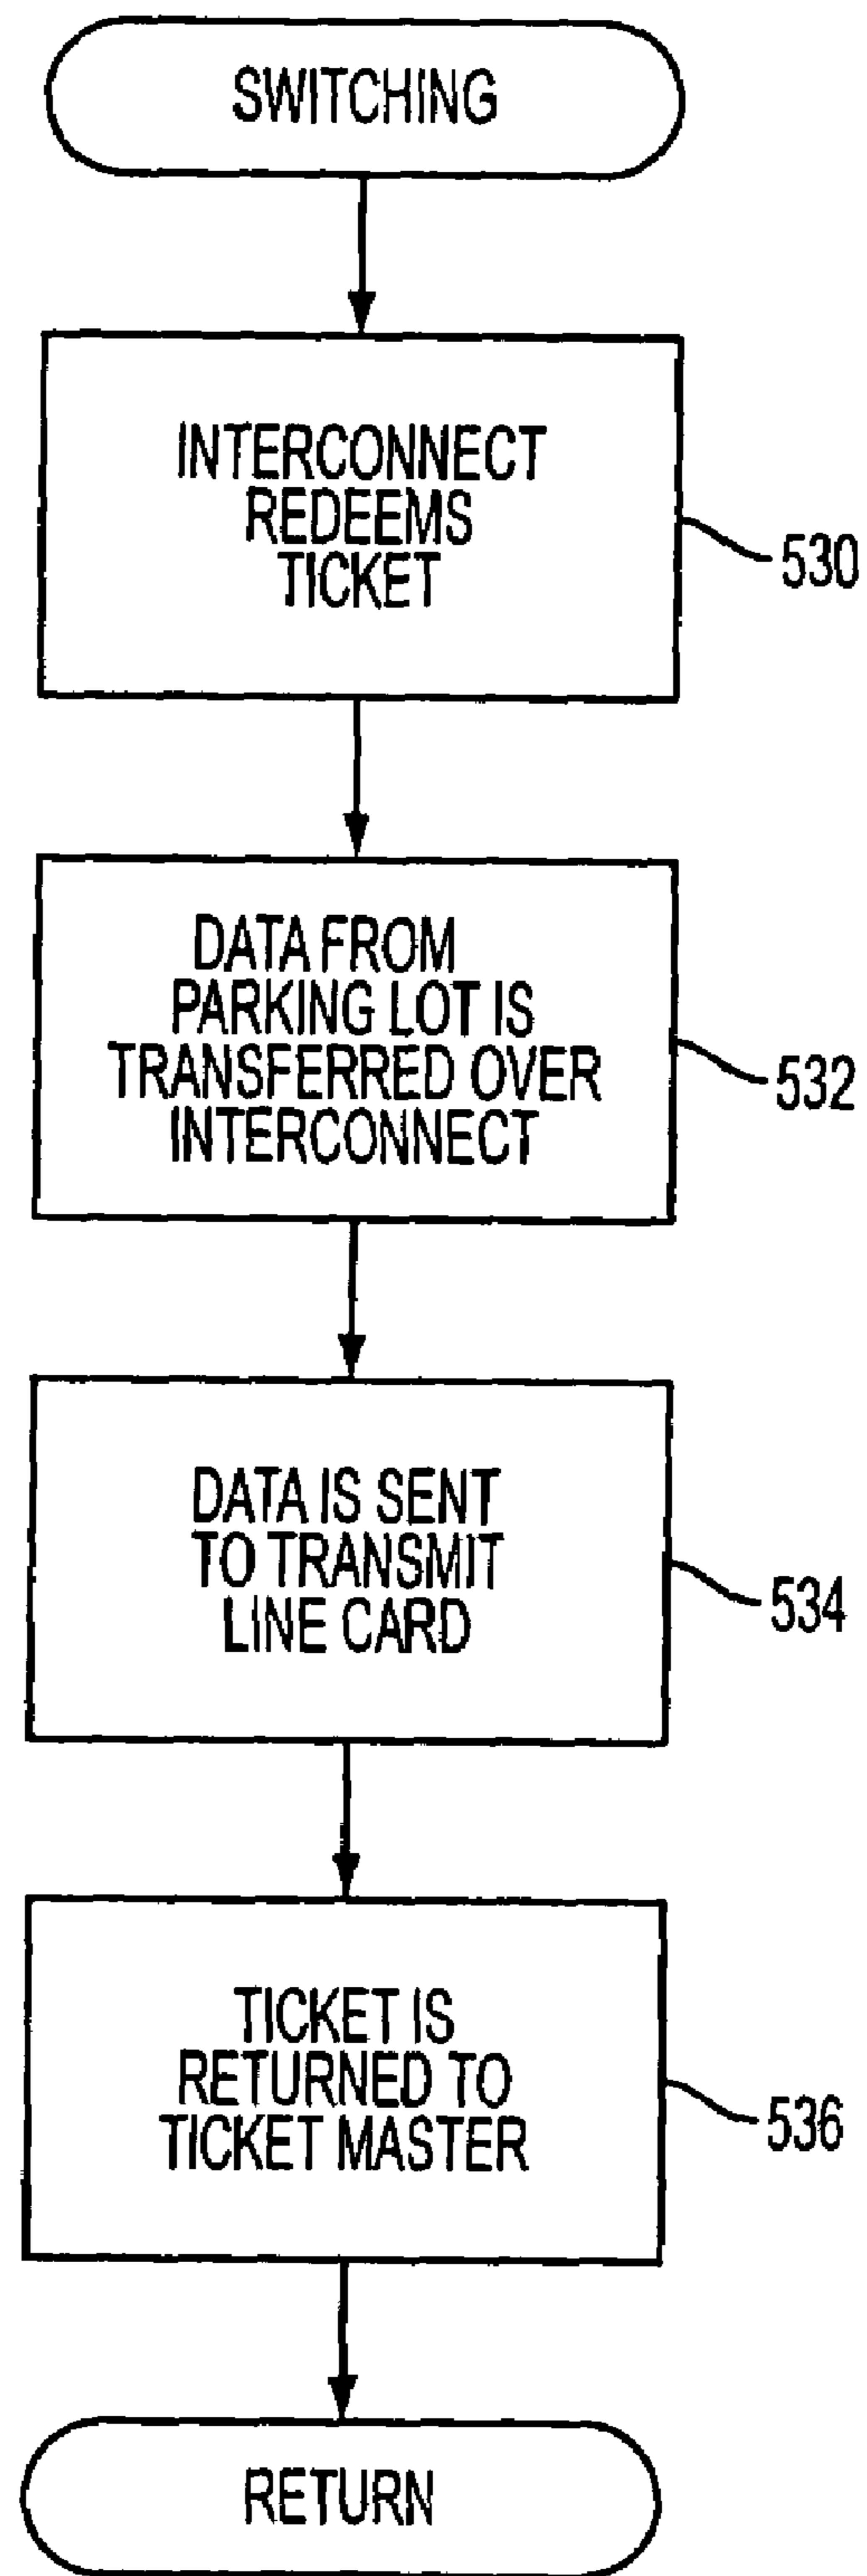 SWITCHING
INTERCONNECT
REDEEMS
TICKET
530
DATA FROM
PARKING LOT IS
TRANSFERRED OVER
INTERCONNECT
532
DATA IS SENT
TO TRANSMIT
LINE CARD
534
TICKET IS
RETURNED TO
TICKET MASTER
536
RETURN